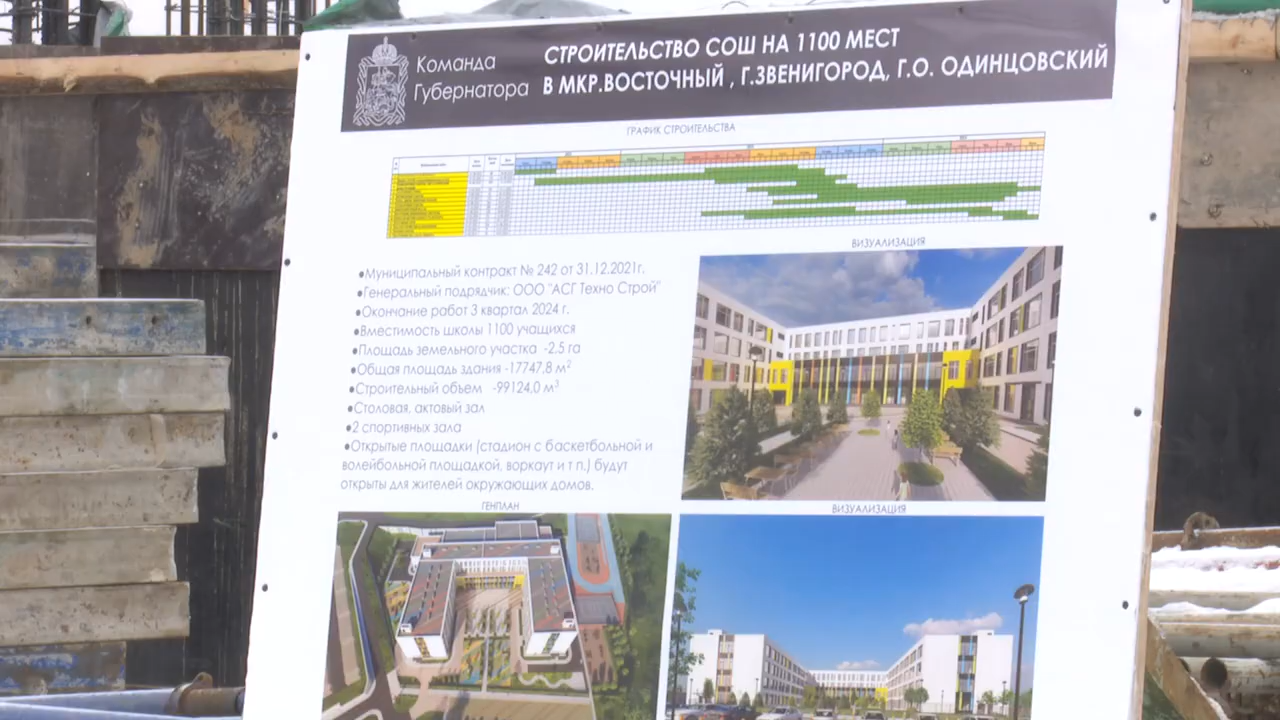 Команда
Губернатора
СТРОИТЕЛЬСТВО СОШ НА 1100 МЕСТ
В МКР.ВОСТОЧНЫЙ , Г.ЗВЕНИГОРОД, Г.О. ОДИНЦОВСКИЙ
ГРАФИК СТРОИТЕЛЬСТВА
•Муниципальный контракт № 242 от 31.12.2021г.
•Генеральный подрядчик: ООО "АСГ Техно Строй"
•Окончание работ 3 квартал 2024 г.
•Вместимость школы 1100 учащихся
•Площадь земельного участка -2,5 га
•Общая площадь здания -17747,8 м²
•Строительный объем -99124,0 м³
•Столовая, актовый зал
•2 спортивных зала
•Открытые площадки (стадион с баскетбольной и
волейбольной площадкой, воркаут и т п.) будут
открыты для жителей окружающих домов.
ВИЗУАЛИЗАЦИЯ
ГЕНПЛАН
ВИЗУАЛИЗАЦИЯ